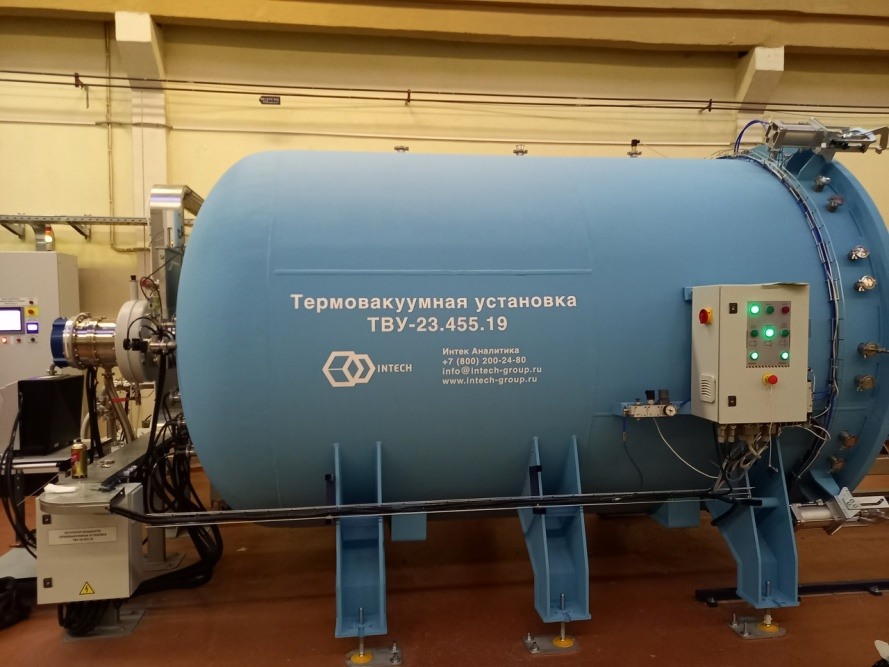 Термовакуумная установка
ТВУ-23.455.19
INTECH
Интек Аналитика
+7 (800) 200-24-80
info@intech-group.ru
www.intech-group.ru